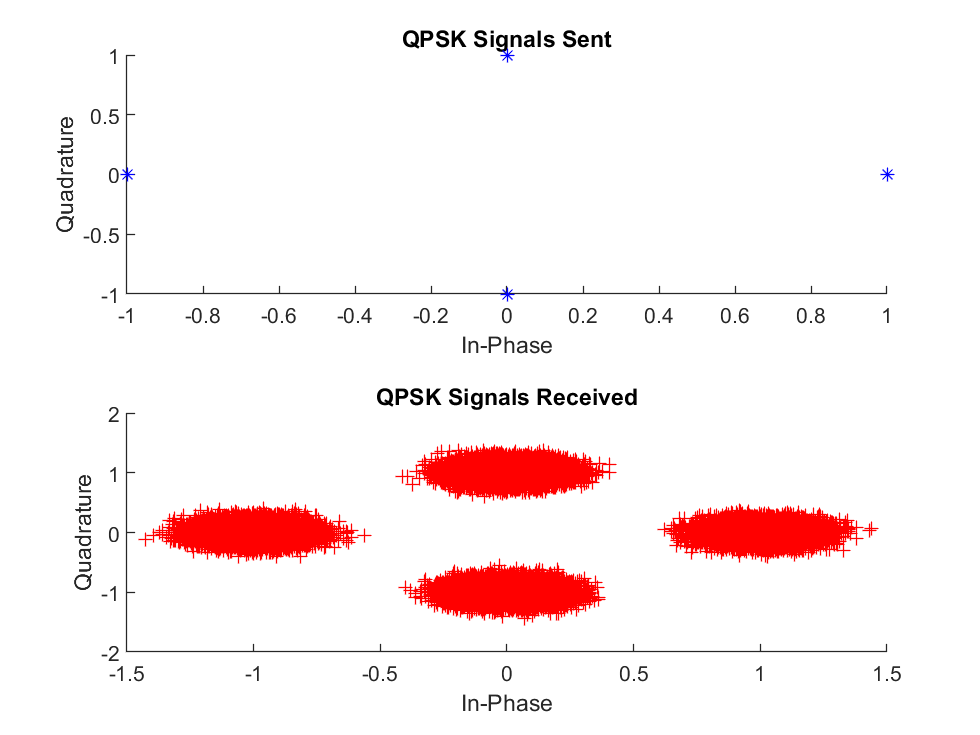 QPSK Signals Sent
1
0.5
0
-0.5
-1
Quadrature
-1 -0.8 -0.6 -0.4 -0.2 0 0.2 0.4 0.6 0.8 1
In-Phase
QPSK Signals Received
2
1
0
-1
-2
Quadrature
-1.5 -1 -0.5 0 0.5 1 1.5
In-Phase